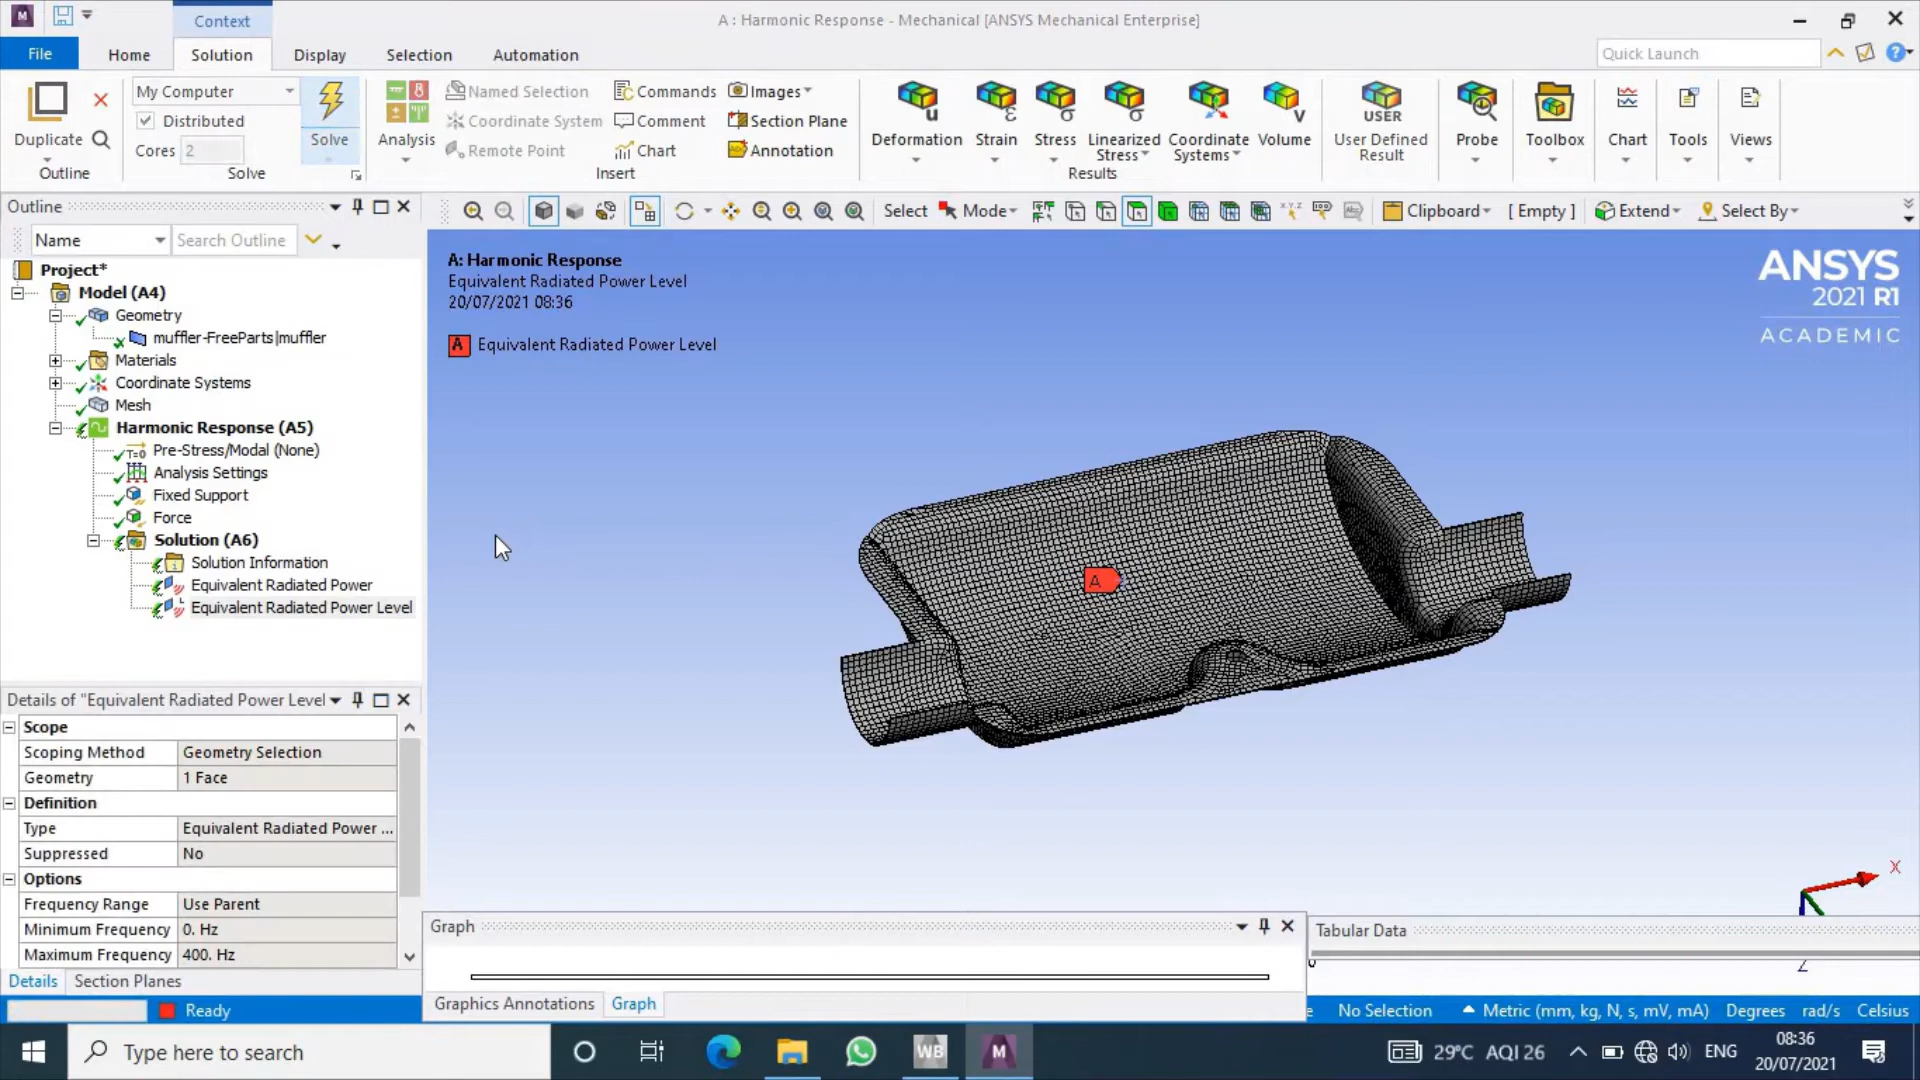 Context
A : Harmonic Response - Mechanical [ANSYS Mechanical Enterprise]
File Home Solution Display Selection Automation
Quick Launch
Duplicate
Outline
My Computer
Distributed
Cores 2
Solve
Solve
Analysis
Named Selection
Coordinate System
Remote Point
Commands
Comment
Chart
Images
Section Plane
Annotation
Insert
Deformation
Strain
Stress
Linearized Stress
Coordinate Systems
Volume
Results
USER
User Defined Result
Probe
Toolbox
Chart
Tools
Views
Outline
Select Mode Clipboard [ Empty ] Extend Select By
Name Search Outline
Project*
Model (A4)
Geometry
muffler-FreeParts|muffler
Materials
Coordinate Systems
Mesh
Harmonic Response (A5)
Pre-Stress/Modal (None)
Analysis Settings
Fixed Support
Force
Solution (A6)
Solution Information
Equivalent Radiated Power
Equivalent Radiated Power Level
A: Harmonic Response
Equivalent Radiated Power Level
20/07/2021 08:36
A Equivalent Radiated Power Level
ANSYS
2021 R1
ACADEMIC
A
X
Z
Details of "Equivalent Radiated Power Level
Scope
Scoping Method Geometry Selection
Geometry 1 Face
Definition
Type Equivalent Radiated Power ...
Suppressed No
Options
Frequency Range Use Parent
Minimum Frequency 0. Hz
Maximum Frequency 400. Hz
Details Section Planes
Graph
Tabular Data
Graphics Annotations Graph
Ready
No Selection Metric (mm, kg, N, s, mV, mA) Degrees rad/s Celsius
Type here to search
WB
M
29°C AQI 26
ENG
08:36
20/07/2021